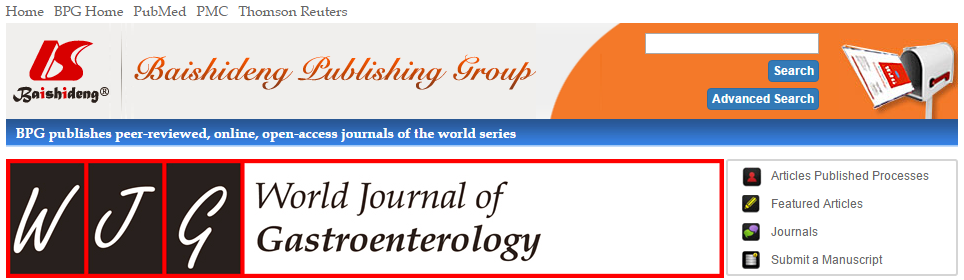 Home BPG Home PubMed PMC Thomson Reuters
Baishideng®
Baishideng Publishing Group
Search
Advanced Search
BPG publishes peer-reviewed, online, open-access journals of the world series
WJG
World Journal of
Gastroenterology
Articles Published Processes
Featured Articles
Journals
Submit a Manuscript